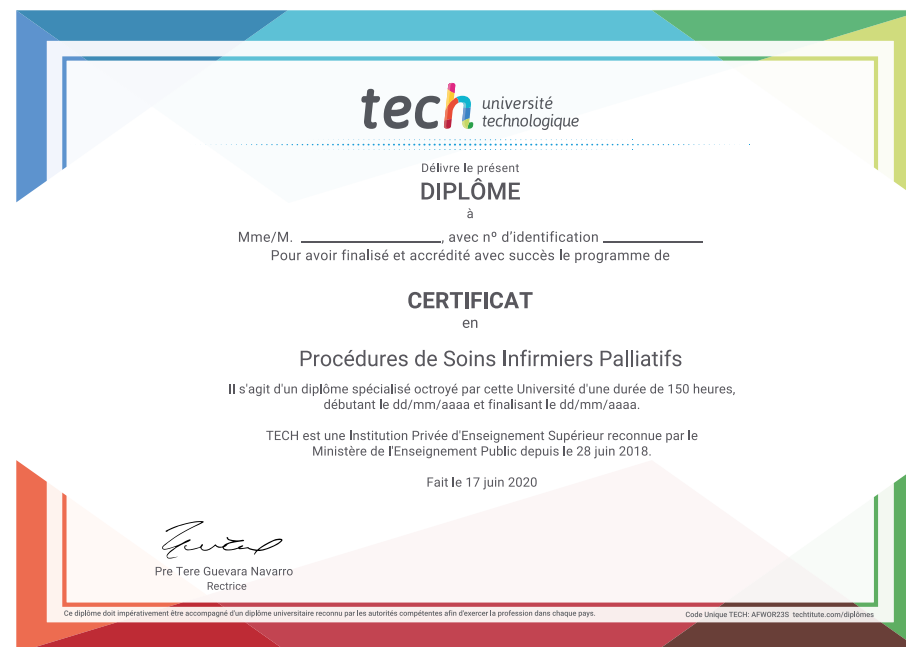 tech université
technologique
Délivre le présent
DIPLÔME
à
Mme/M. ____________________, avec nº d'identification ______________
Pour avoir finalisé et accrédité avec succès le programme de
CERTIFICAT
en
Procédures de Soins Infirmiers Palliatifs
Il s'agit d'un diplôme spécialisé octroyé par cette Université d'une durée de 150 heures,
débutant le dd/mm/aaaa et finalisant le dd/mm/aaaa.
TECH est une Institution Privée d'Enseignement Supérieur reconnue par le
Ministère de l'Enseignement Public depuis le 28 juin 2018.
Fait le 17 juin 2020
Pre Tere Guevara Navarro
Rectrice
Ce diplôme doit impérativement être accompagné d'un diplôme universitaire reconnu par les autorités compétentes afin d'exercer la profession dans chaque pays.
Code Unique TECH: AFWOR23S techtitute.com/diplômes